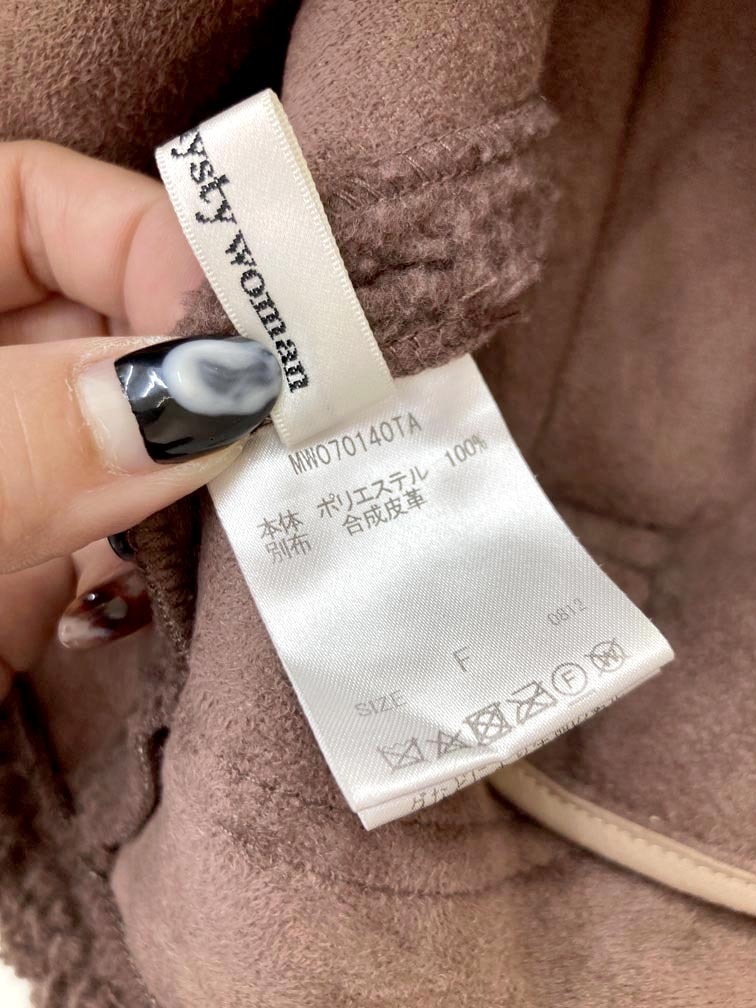 ysty woman
MW070140TA
本体 ポリエステル 100%
別布 合成皮革
0812
SIZE F
F W